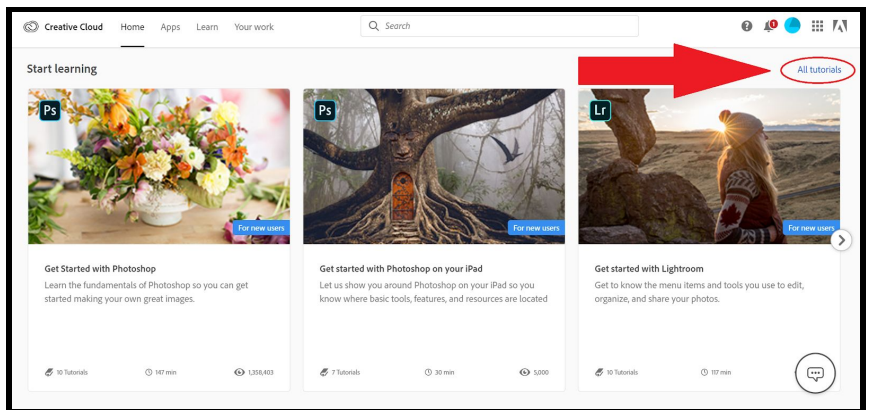 Creative Cloud Home Apps Learn Your work Search 1
Start learning All tutorials
Ps Ps Lr
For new users For new users For new users
Get Started with Photoshop
Learn the fundamentals of Photoshop so you can get
started making your own great images.
10 Tutorials 147 min 1,358,403
Get started with Photoshop on your iPad
Let us show you around Photoshop on your iPad so you
know where basic tools, features, and resources are located
7 Tutorials 30 min 5,000
Get started with Lightroom
Get to know the menu items and tools you use to edit,
organize, and share your photos.
10 Tutorials 117 min